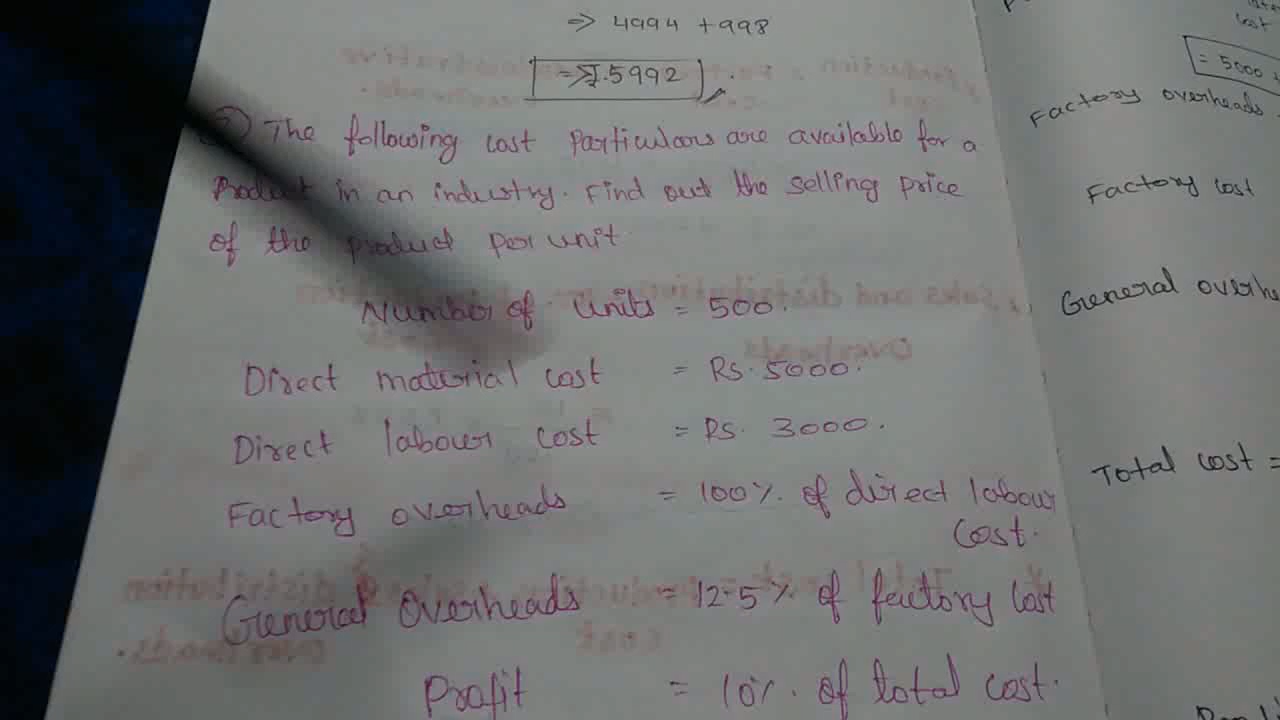 ⇒ 4994 + 998
= ₹.5992
The following cost particulars are available for a
Product in an industry. Find out the selling price
of the product per unit.
Number of units = 500.
Direct material cost = Rs. 5000.
Direct labour cost = Rs. 3000.
Factory overheads = 100% of direct labour
cost.
General overheads = 12.5% of factory cost
Profit = 10% of total cost.
cost
= 5000
Factory overheads
Factory cost
General overhe
Total cost =